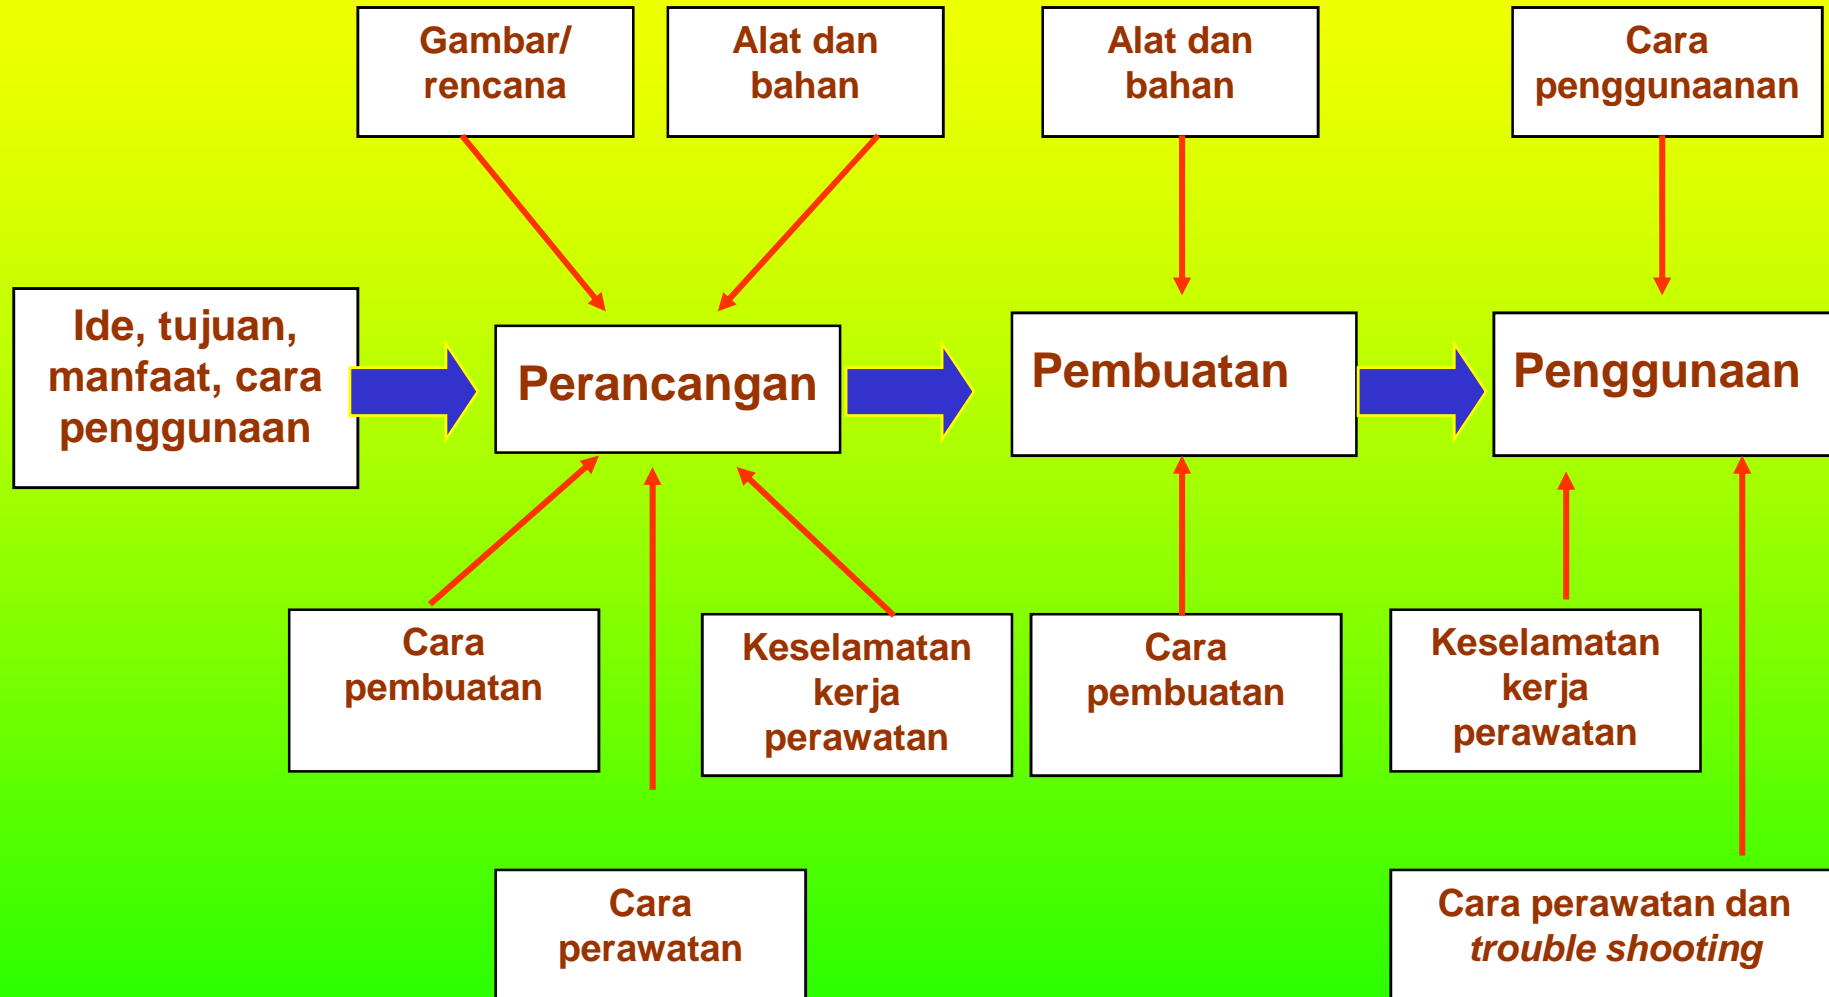 Gambar/
rencana
Alat dan
bahan
Alat dan
bahan
Cara
penggunaanan
Ide, tujuan,
manfaat, cara
penggunaan
Perancangan
Pembuatan
Penggunaan
Cara
pembuatan
Keselamatan
kerja
perawatan
Cara
pembuatan
Keselamatan
kerja
perawatan
Cara
perawatan
Cara perawatan dan
trouble shooting